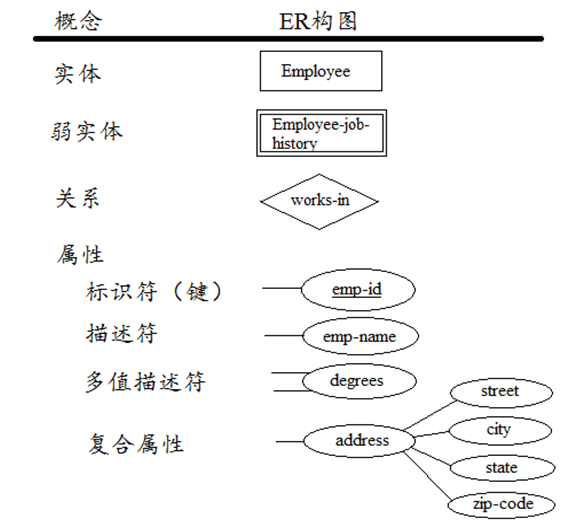 概念 ER构图
实体 Employee
弱实体 Employee-job-
history
关系 works-in
属性
标识符（键） emp-id
描述符 emp-name
多值描述符 degrees
street
city
复合属性 address
state
zip-code